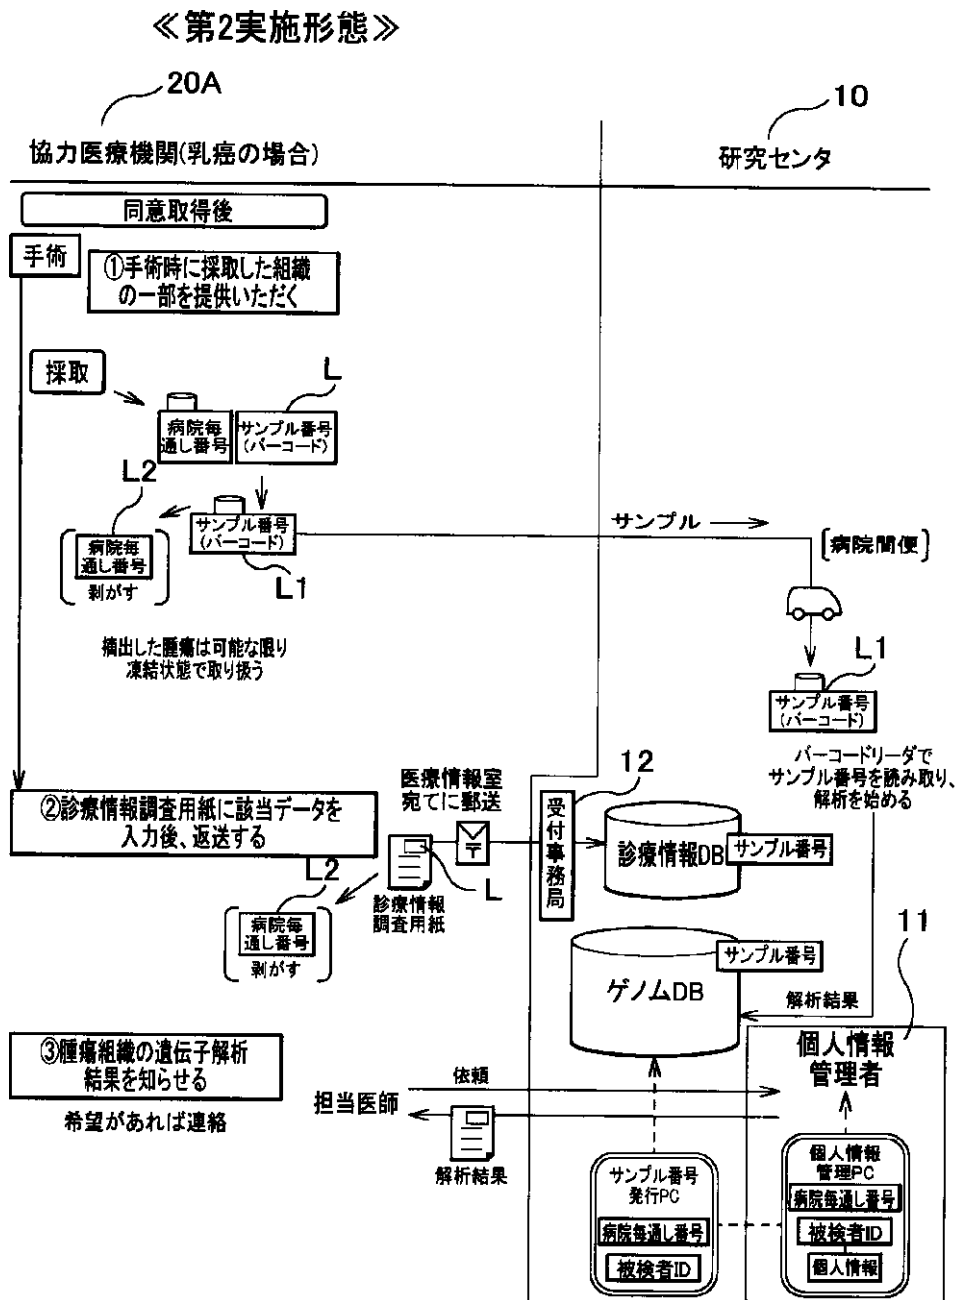 ≪第2実施形態≫
20A
10
協力医療機関(乳癌の場合)
研究センタ
同意取得後
手術
①手術時に採取した組織
の一部を提供いただく
採取
L
病院毎
通し番号
サンプル番号
(バーコード)
L2
サンプル番号
(バーコード)
サンプル
[病院間便]
病院毎
通し番号
剥がす
L1
摘出した腫瘍は可能な限り
凍結状態で取り扱う
L1
サンプル番号
(バーコード)
バーコードリーダで
サンプル番号を読み取り、
解析を始める
②診療情報調査用紙に該当データを
入力後、返送する
医療情報室
宛てに郵送
〒
12
受付事務局
診療情報DB
サンプル番号
L2
L
診療情報
調査用紙
病院毎
通し番号
剥がす
11
ゲノムDB
サンプル番号
解析結果
③腫瘍組織の遺伝子解析
結果を知らせる
希望があれば連絡
担当医師
依頼
解析結果
個人情報
管理者
サンプル番号
発行PC
病院毎通し番号
被検者ID
個人情報
管理PC
病院毎通し番号
被検者ID
個人情報